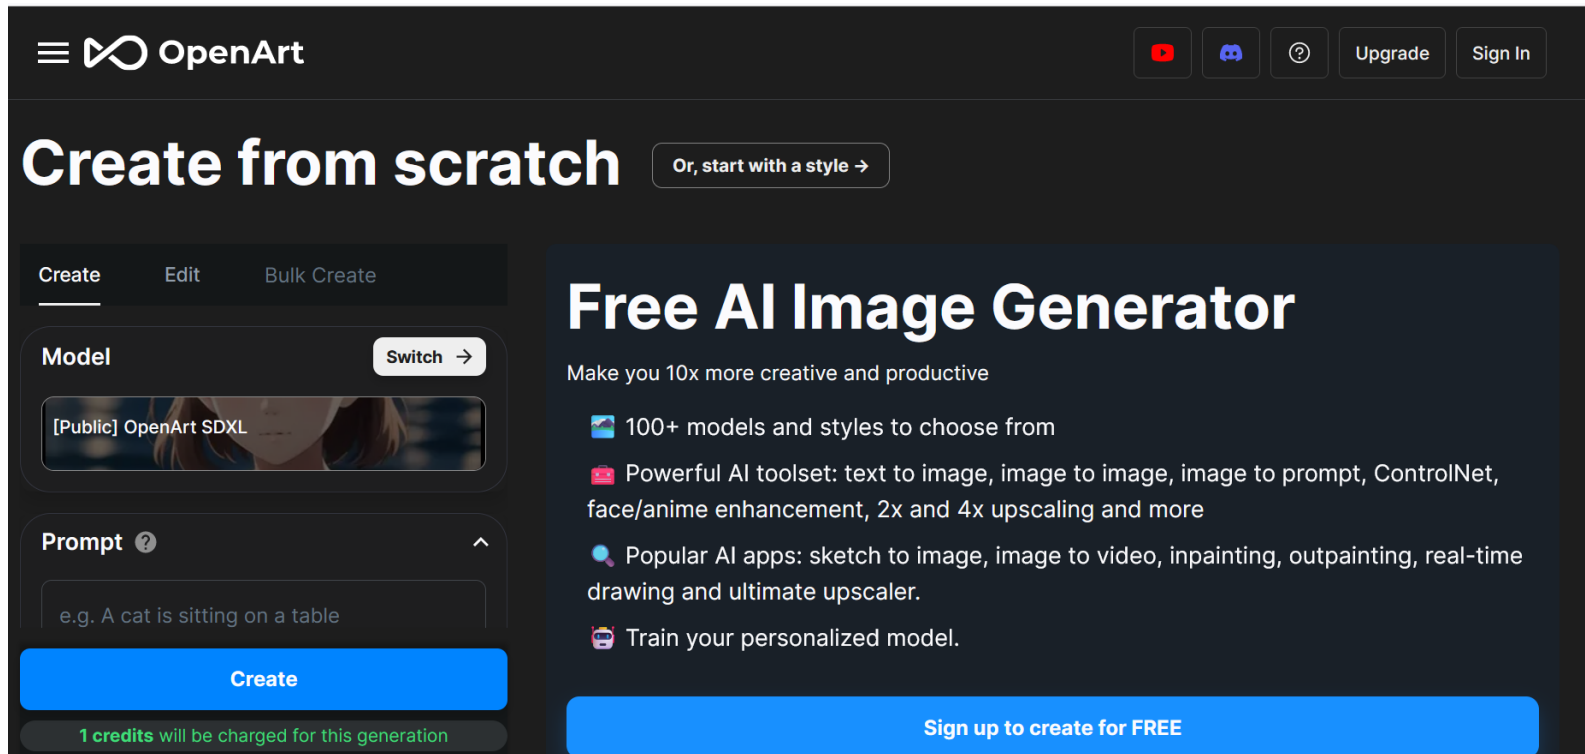 OpenArt
Upgrade
Sign In
Create from scratch
Or, start with a style →
Create
Edit
Bulk Create
Model
Switch →
[Public] OpenArt SDXL
Prompt ?
e.g. A cat is sitting on a table
Create
1 credits will be charged for this generation
Free AI Image Generator
Make you 10x more creative and productive
100+ models and styles to choose from
Powerful AI toolset: text to image, image to image, image to prompt, ControlNet,
face/anime enhancement, 2x and 4x upscaling and more
Popular AI apps: sketch to image, image to video, inpainting, outpainting, real-time
drawing and ultimate upscaler.
Train your personalized model.
Sign up to create for FREE